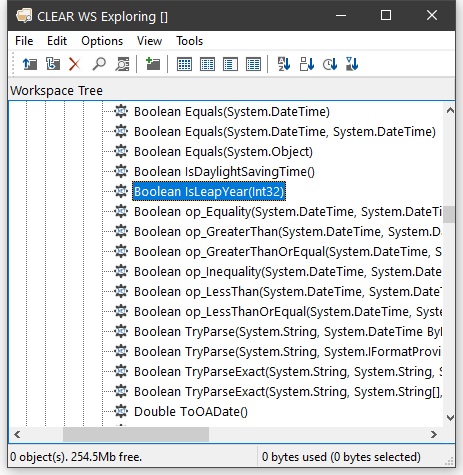 CLEAR WS Exploring []
File Edit Options View Tools
Workspace Tree
Boolean Equals(System.DateTime)
Boolean Equals(System.DateTime, System.DateTime)
Boolean Equals(System.Object)
Boolean IsDaylightSavingTime()
Boolean IsLeapYear(Int32)
Boolean op_Equality(System.DateTime, System.DateTi
Boolean op_GreaterThan(System.DateTime, System.D
Boolean op_GreaterThanOrEqual(System.DateTime, S
Boolean op_Inequality(System.DateTime, System.Date
Boolean op_LessThan(System.DateTime, System.Date
Boolean op_LessThanOrEqual(System.DateTime, Syste
Boolean TryParse(System.String, System.DateTime ByI
Boolean TryParse(System.String, System.IFormatProvi
Boolean TryParseExact(System.String, System.String, S
Boolean TryParseExact(System.String, System.String[],
Double ToOADate()
0 object(s). 254.5Mb free. 0 bytes used (0 bytes selected)